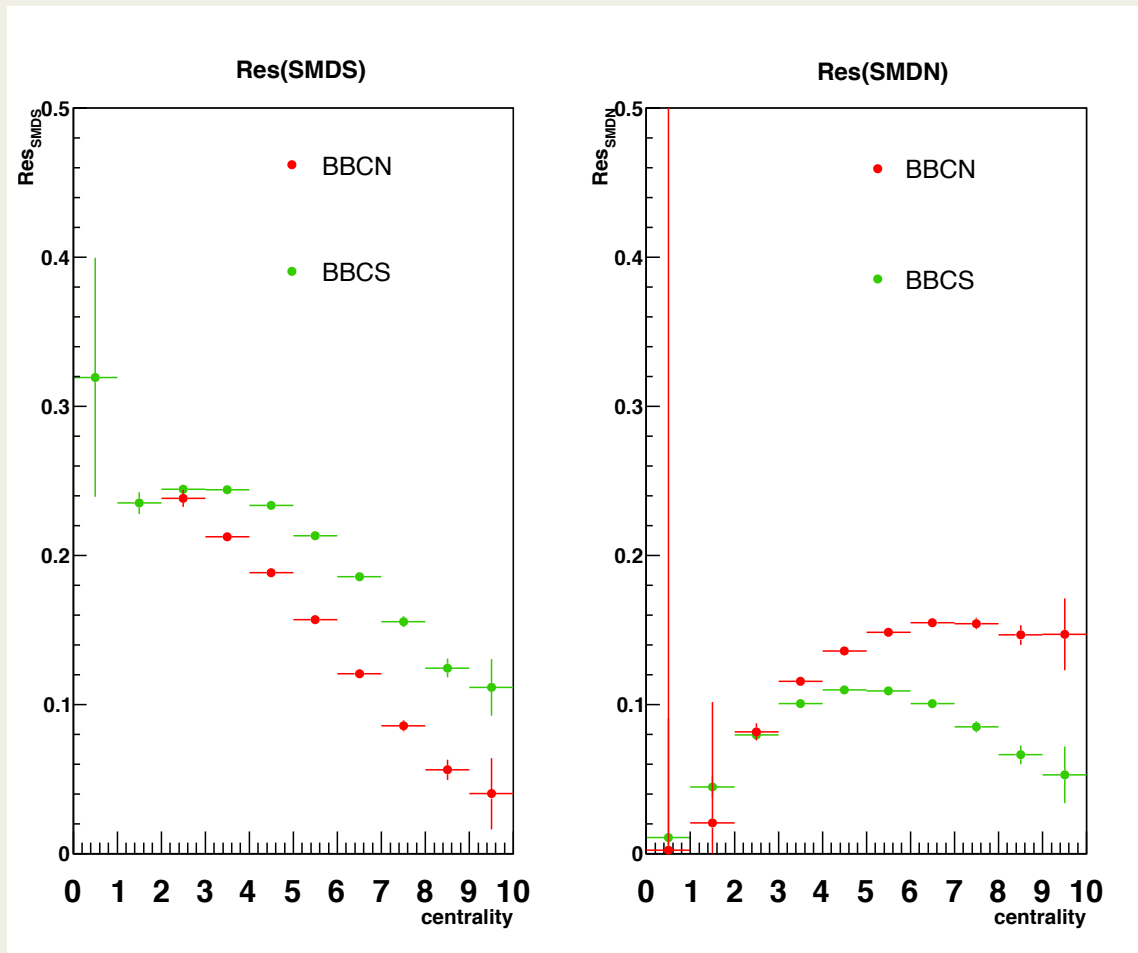 Res(SMDS)
Res_SMDS
0.5
0.4
0.3
0.2
0.1
0
BBCN
BBCS
0 1 2 3 4 5 6 7 8 9 10
centrality
Res(SMDN)
Res_SMDN
0.5
0.4
0.3
0.2
0.1
0
BBCN
BBCS
0 1 2 3 4 5 6 7 8 9 10
centrality